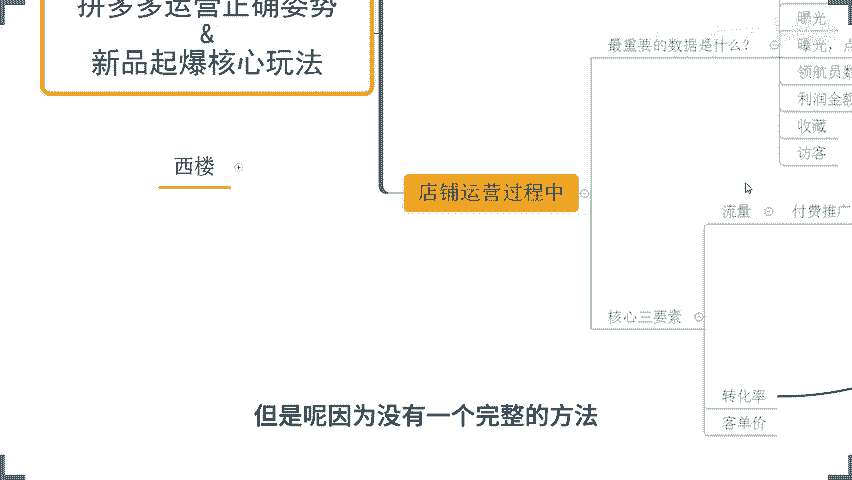 拼多多运营正确姿势
&
新品起爆核心玩法
西楼
店铺运营过程中
最重要的数据是什么？
曝光
曝光，点
领航员数
利润金额
收藏
访客
核心三要素
流量
付费推广
转化率
客单价
但是呢因为没有一个完整的方法